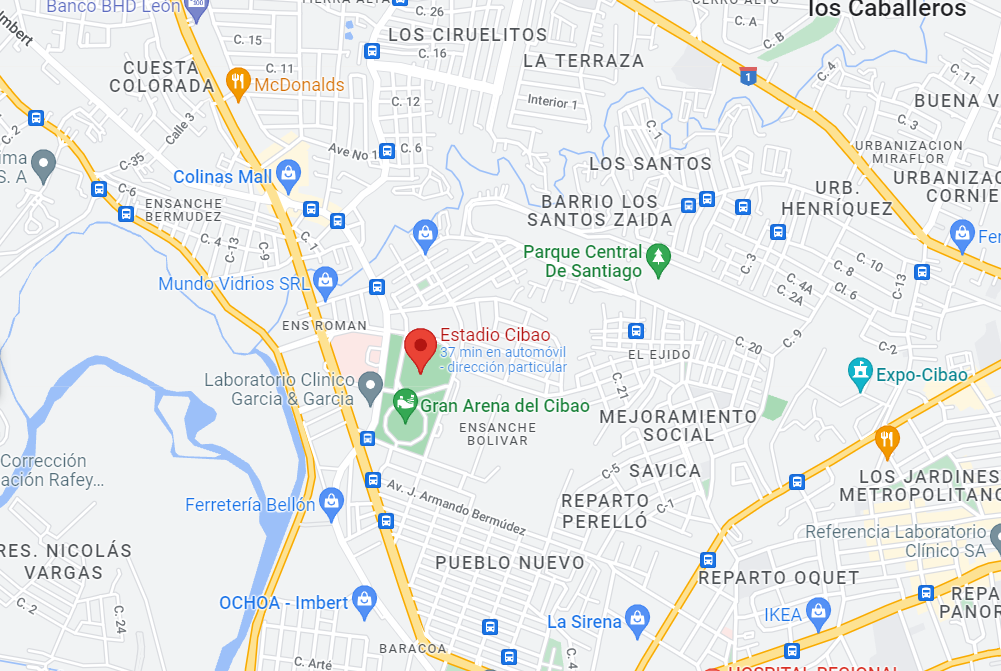 Banco BHD León
Imbert
C. 26
CERRO ALTO
los Caballeros
C. A
C. B
C. 15
LOS CIRUELITOS
C. 16
LA TERRAZA
CUESTA
COLORADA
McDonalds
1
C. 4
C. 11
C. 12
Interior 1
BUENA V
C. 3
C. 2
Calle 3
C. 1
Ave No 1
C. 6
C-35
URBANIZACION
MIRAFLOR
ima
S. A
LOS SANTOS
Colinas Mall
URBANIZAC
CORNIE
C-6
URB.
HENRÍQUEZ
ENSANCHE
BERMUDEZ
BARRIO LOS
SANTOS ZAIDA
C. 4
C-13
C-9
C. 1
Fer
Parque Central
De Santiago
C. 3
C. 8
C. 10
C. 4A
C. 2A
Cl. 6
C-13
Mundo Vidrios SRL
ENS ROMAN
Estadio Cibao
37 min en automóvil
- dirección particular
EL EJIDO
C. 20
C. 9
C-2
C. 21
Expo-Cibao
Laboratorio Clinico
Garcia & Garcia
Gran Arena del Cibao
ENSANCHE
BOLIVAR
MEJORAMIENTO
SOCIAL
Corrección
ación Rafey...
C-5
SAVICA
LOS JARDINES
METROPOLITANO
Av. J. Armando Bermúdez
Ferretería Bellón
REPARTO
PERELLÓ
C-1
Referencia Laboratorio
Clínico SA
RES. NICOLÁS
VARGAS
PUEBLO NUEVO
REPARTO OQUET
C. 2
C. 24
OCHOA - Imbert
La Sirena
IKEA
REPA
PANOR
BARACOA
C. Arté
HOSPITAL REGIONAL